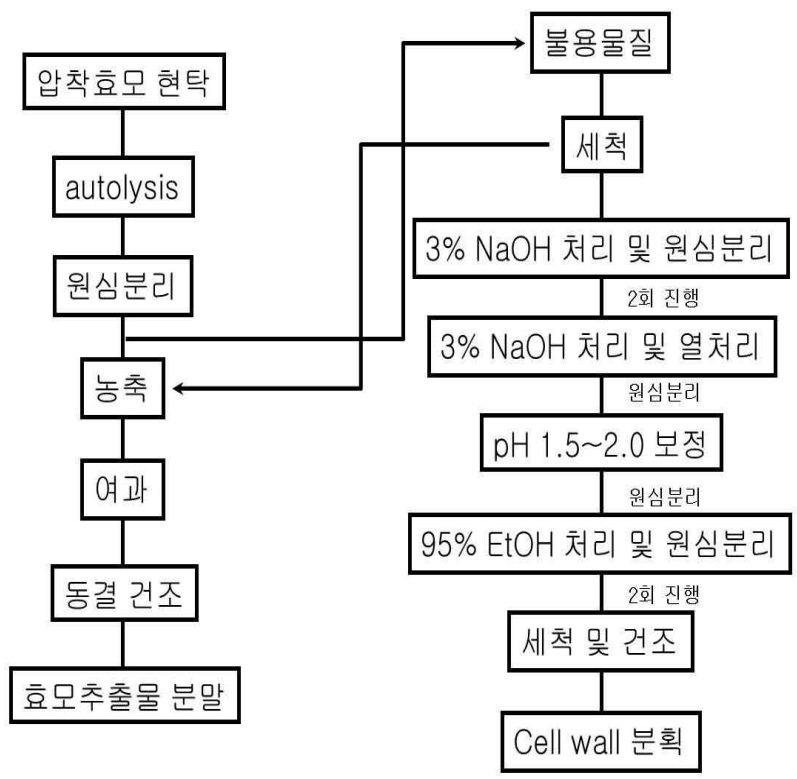 압착효모 현탁
autolysis
원심분리
농축
여과
동결 건조
효모추출물 분말
불용물질
세척
3% NaOH 처리 및 원심분리
2회 진행
3% NaOH 처리 및 열처리
원심분리
pH 1.5~2.0 보정
원심분리
95% EtOH 처리 및 원심분리
2회 진행
세척 및 건조
Cell wall 분획